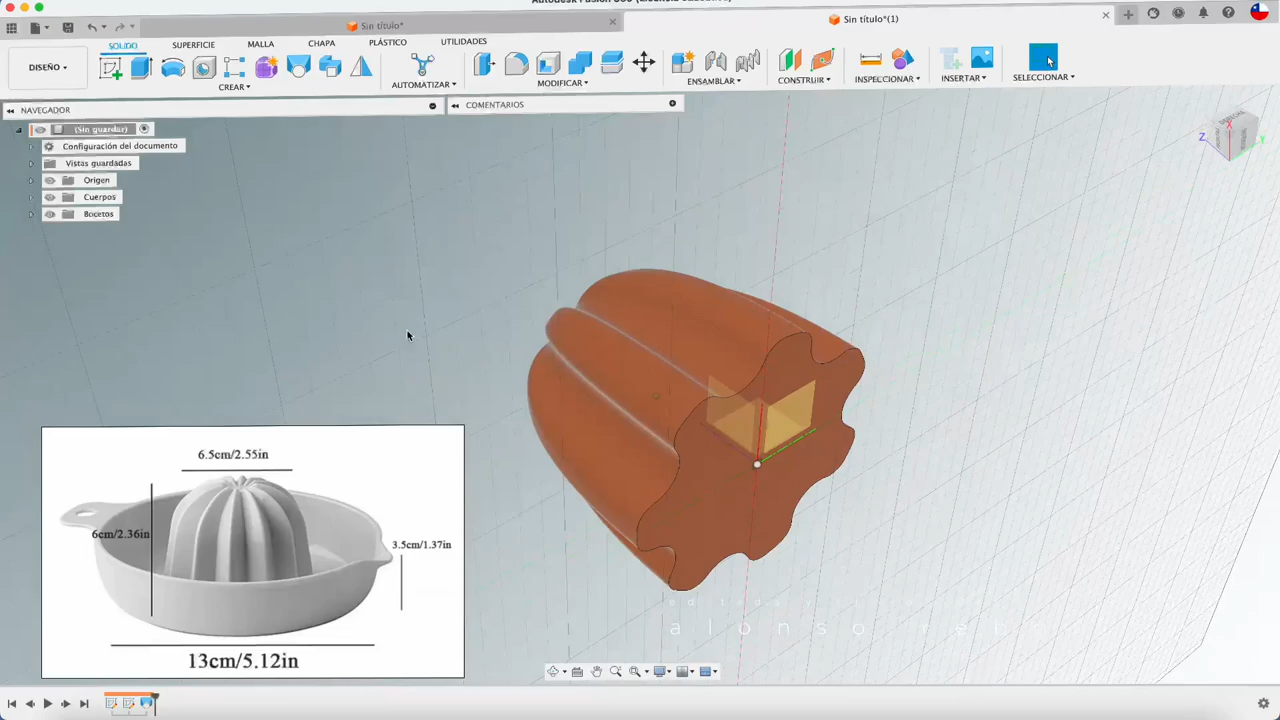 Sin título*
Sin título*(1)
SÓLIDO
SUPERFICIE
MALLA
CHAPA
PLÁSTICO
UTILIDADES
DISEÑO
CREAR
AUTOMATIZAR
MODIFICAR
ENSAMBLAR
CONSTRUIR
INSPECCIONAR
INSERTAR
SELECCIONAR
NAVEGADOR
COMENTARIOS
(Sin guardar)
Configuración del documento
Vistas guardadas
Origen
Cuerpos
Bocetos
X
Y
Z
6.5cm/2.55in
6cm/2.36in
3.5cm/1.37in
13cm/5.12in
alonso